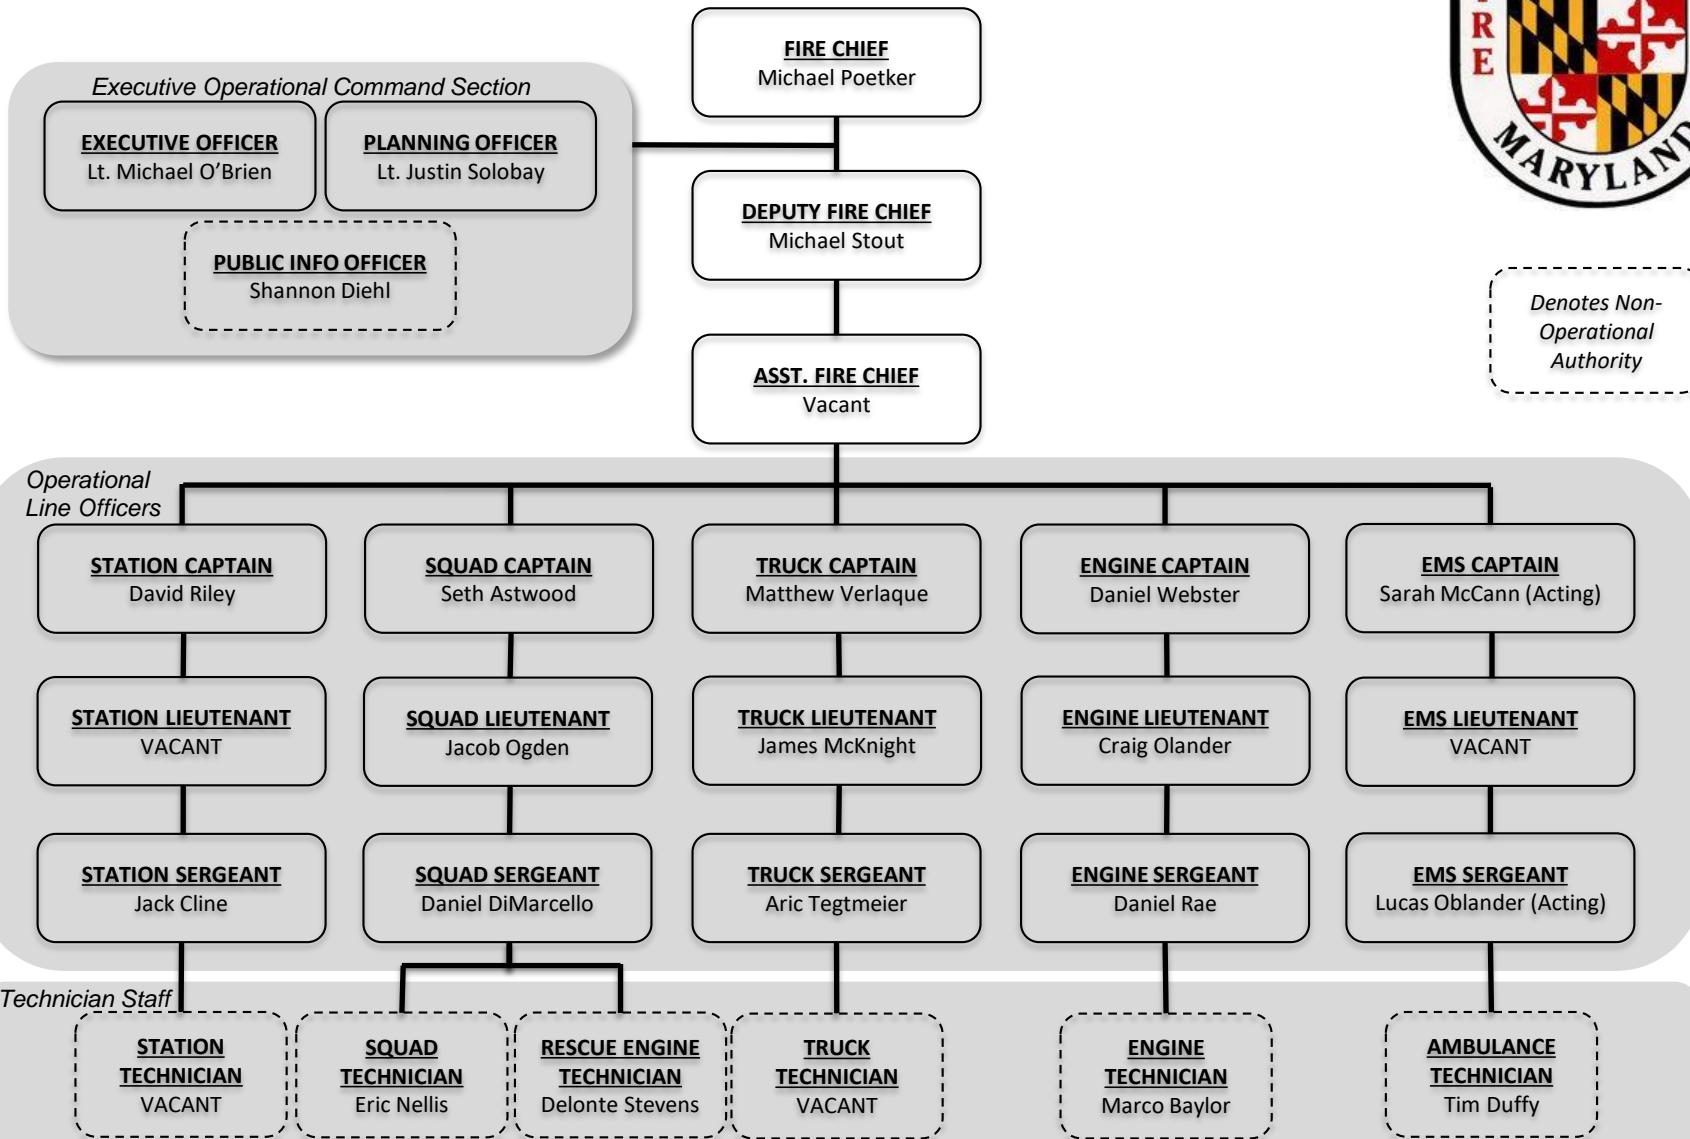 FIRE CHIEF
Michael Poetker
Executive Operational Command Section
EXECUTIVE OFFICER
Lt. Michael O’Brien
PLANNING OFFICER
Lt. Justin Solobay
PUBLIC INFO OFFICER
Shannon Diehl
DEPUTY FIRE CHIEF
Michael Stout
ASST. FIRE CHIEF
Vacant
RE
MARYLAND
Denotes Non-
Operational
Authority
Operational
Line Officers
STATION CAPTAIN
David Riley
SQUAD CAPTAIN
Seth Astwood
TRUCK CAPTAIN
Matthew Verlaque
ENGINE CAPTAIN
Daniel Webster
EMS CAPTAIN
Sarah McCann (Acting)
STATION LIEUTENANT
VACANT
SQUAD LIEUTENANT
Jacob Ogden
TRUCK LIEUTENANT
James McKnight
ENGINE LIEUTENANT
Craig Olander
EMS LIEUTENANT
VACANT
STATION SERGEANT
Jack Cline
SQUAD SERGEANT
Daniel DiMarcello
TRUCK SERGEANT
Aric Tegtmeier
ENGINE SERGEANT
Daniel Rae
EMS SERGEANT
Lucas Oblander (Acting)
Technician Staff
STATION
TECHNICIAN
VACANT
SQUAD
TECHNICIAN
Eric Nellis
RESCUE ENGINE
TECHNICIAN
Delonte Stevens
TRUCK
TECHNICIAN
VACANT
ENGINE
TECHNICIAN
Marco Baylor
AMBULANCE
TECHNICIAN
Tim Duffy